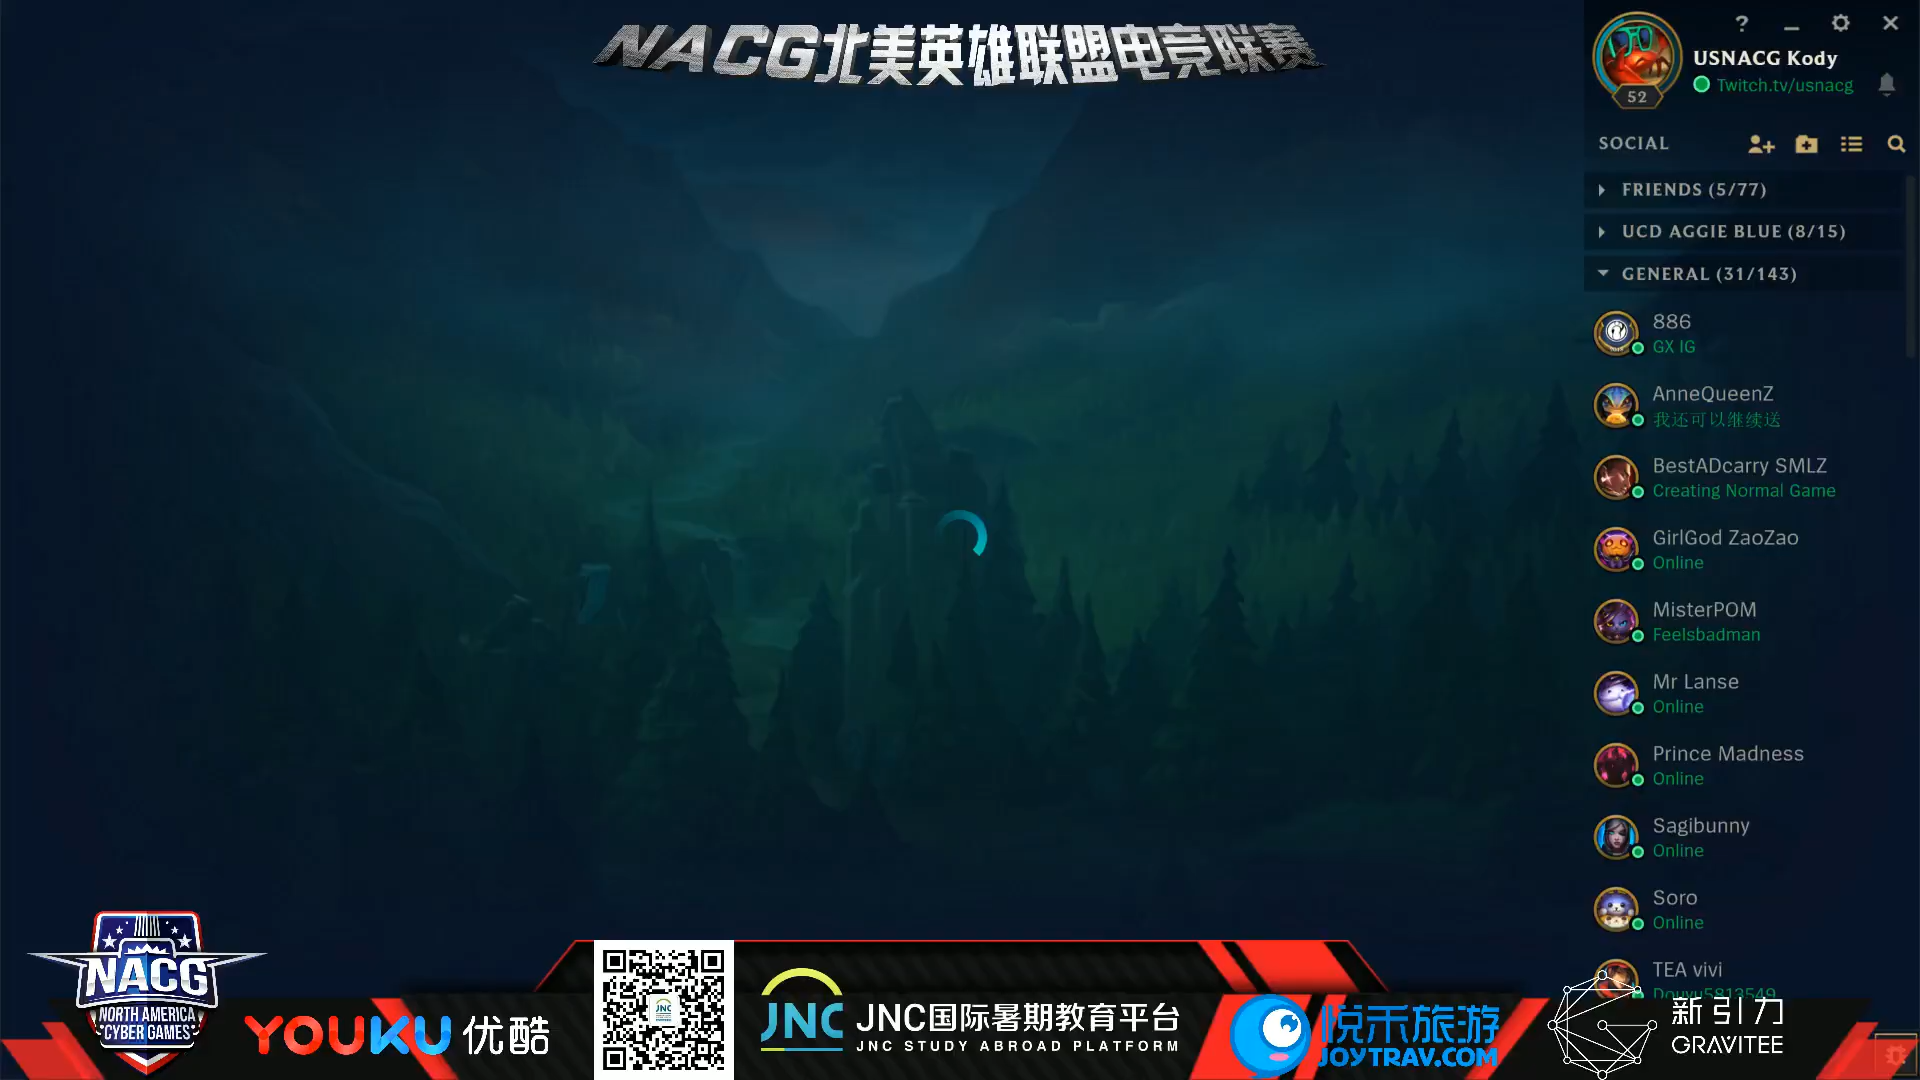 NACG北美英雄联盟电竞联赛
USNACG Kody
Twitch.tv/usnacg
52
SOCIAL
FRIENDS (5/77)
UCD AGGIE BLUE (8/15)
GENERAL (31/143)
886
GX IG
AnneQueenZ
我还可以继续送
BestADcarry SMLZ
Creating Normal Game
GirlGod ZaoZao
Online
MisterPOM
Feelsbadman
Mr Lanse
Online
Prince Madness
Online
Sagibunny
Online
Soro
Online
TEA vivi
Douyu5813549
NACG
NORTH AMERICA
CYBER GAMES
YOUKU 优酷
JNC
JNC
JNC国际暑期教育平台
JNC STUDY ABROAD PLATFORM
悦禾旅游
JOYTRAV.COM
新引力
GRAVITEE